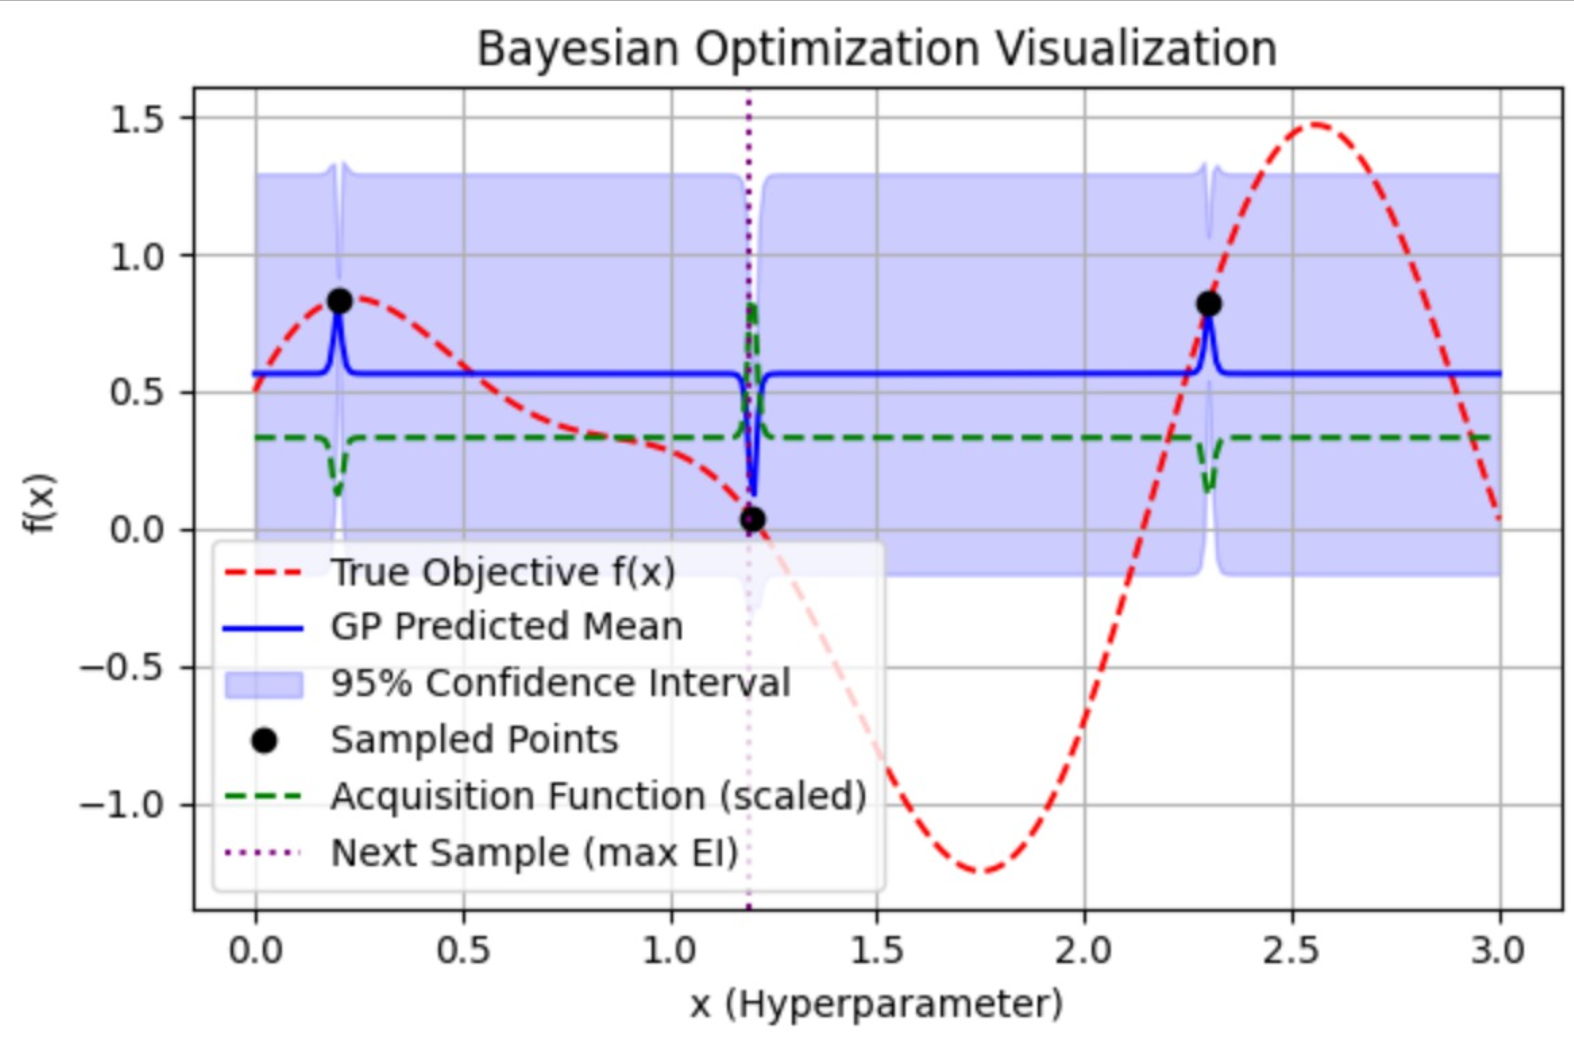 Bayesian Optimization Visualization
1.5
1.0
0.5
0.0
−0.5
−1.0
f(x)
True Objective f(x)
GP Predicted Mean
95% Confidence Interval
Sampled Points
Acquisition Function (scaled)
Next Sample (max EI)
0.0 0.5 1.0 1.5 2.0 2.5 3.0
x (Hyperparameter)